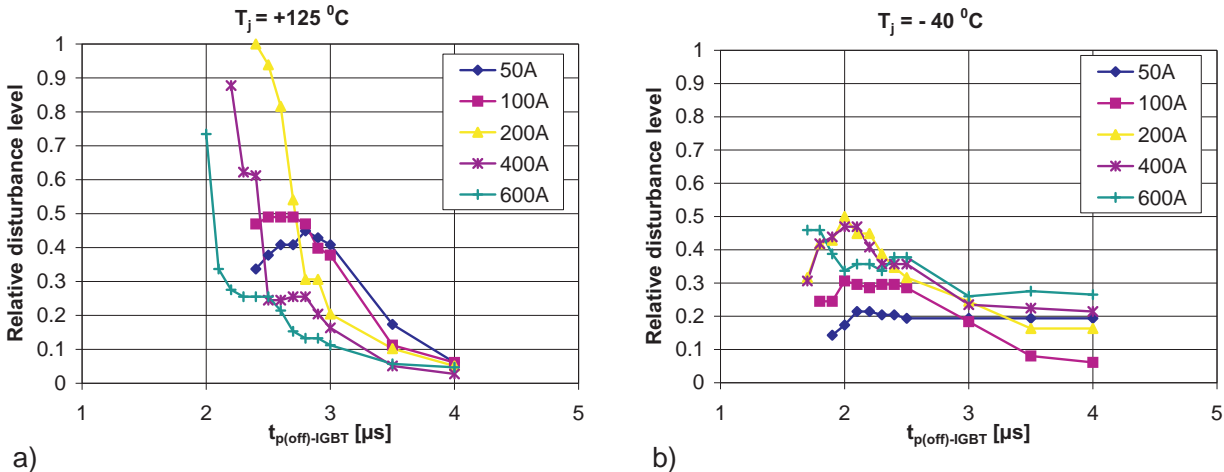 T_j = +125 ⁰C
a)
Relative disturbance level
1
0.9
0.8
0.7
0.6
0.5
0.4
0.3
0.2
0.1
0
1 2 3 4 5
t_p(off)-IGBT [µs]
50A
100A
200A
400A
600A
T_j = - 40 ⁰C
b)
Relative disturbance level
1
0.9
0.8
0.7
0.6
0.5
0.4
0.3
0.2
0.1
0
1 2 3 4 5
t_p(off)-IGBT [µs]
50A
100A
200A
400A
600A
a)
b)